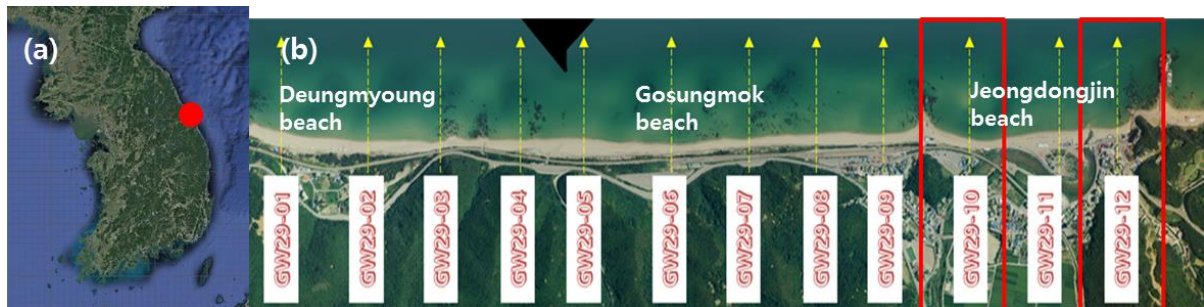 (a)
(b)
Deungmyoung
beach
Gosungmok
beach
Jeongdongjin
beach
GW29-01
GW29-02
GW29-03
GW29-04
GW29-05
GW29-06
GW29-07
GW29-08
GW29-09
GW29-10
GW29-11
GW29-12